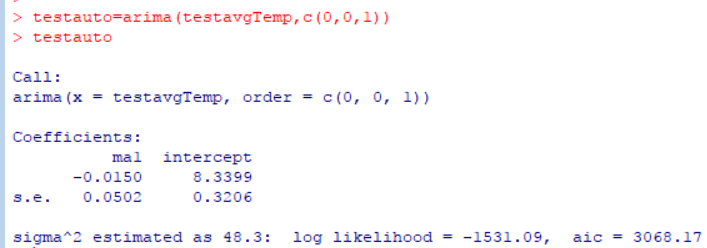 > testauto=arima(testavgTemp,c(0,0,1))
> testauto
Call:
arima(x = testavgTemp, order = c(0, 0, 1))
Coefficients:
ma1 intercept
-0.0150 8.3399
s.e. 0.0502 0.3206
sigma^2 estimated as 48.3: log likelihood = -1531.09, aic = 3068.17